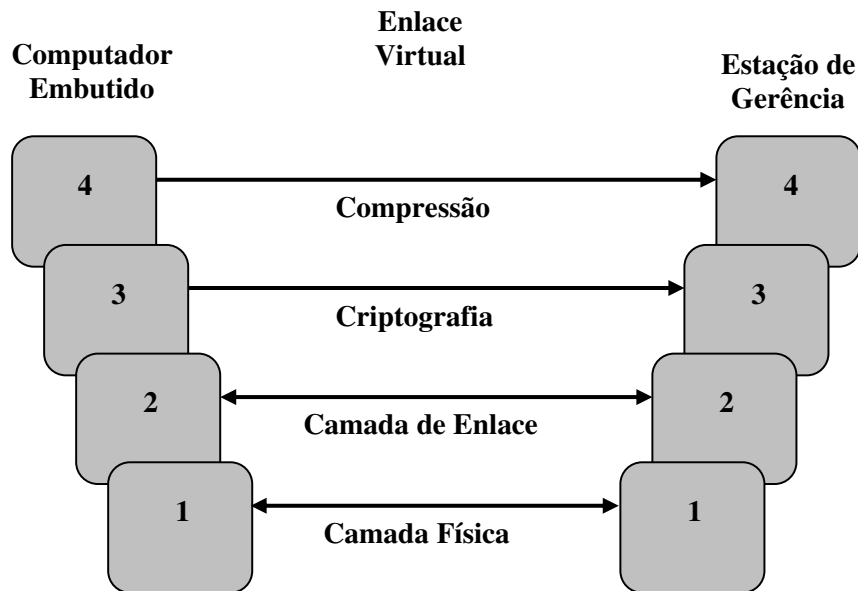 Enlace
Virtual
Computador
Embutido
Estação de
Gerência
4
4
Compressão
3
3
Criptografia
2
2
Camada de Enlace
1
1
Camada Física